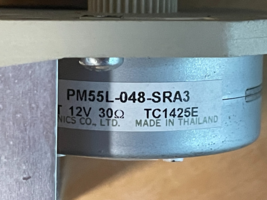 PM55L-048-SRA3
T 12V 30Ω TC1425E
NICS CO., LTD. MADE IN THAILAND